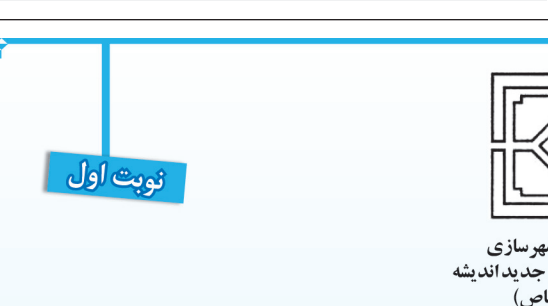 نوبت اول
هرسازی
جدید اندیشه
اص)